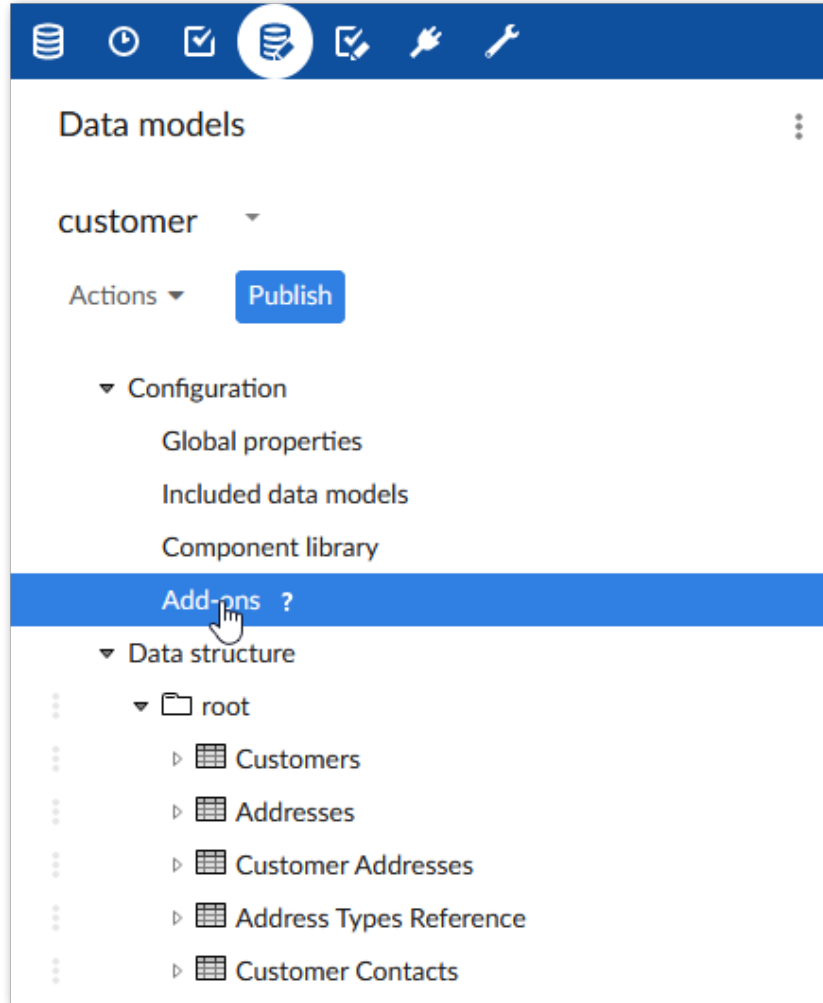 Data models
customer
Actions Publish
Configuration
Global properties
Included data models
Component library
Add-ons ?
Data structure
root
Customers
Addresses
Customer Addresses
Address Types Reference
Customer Contacts